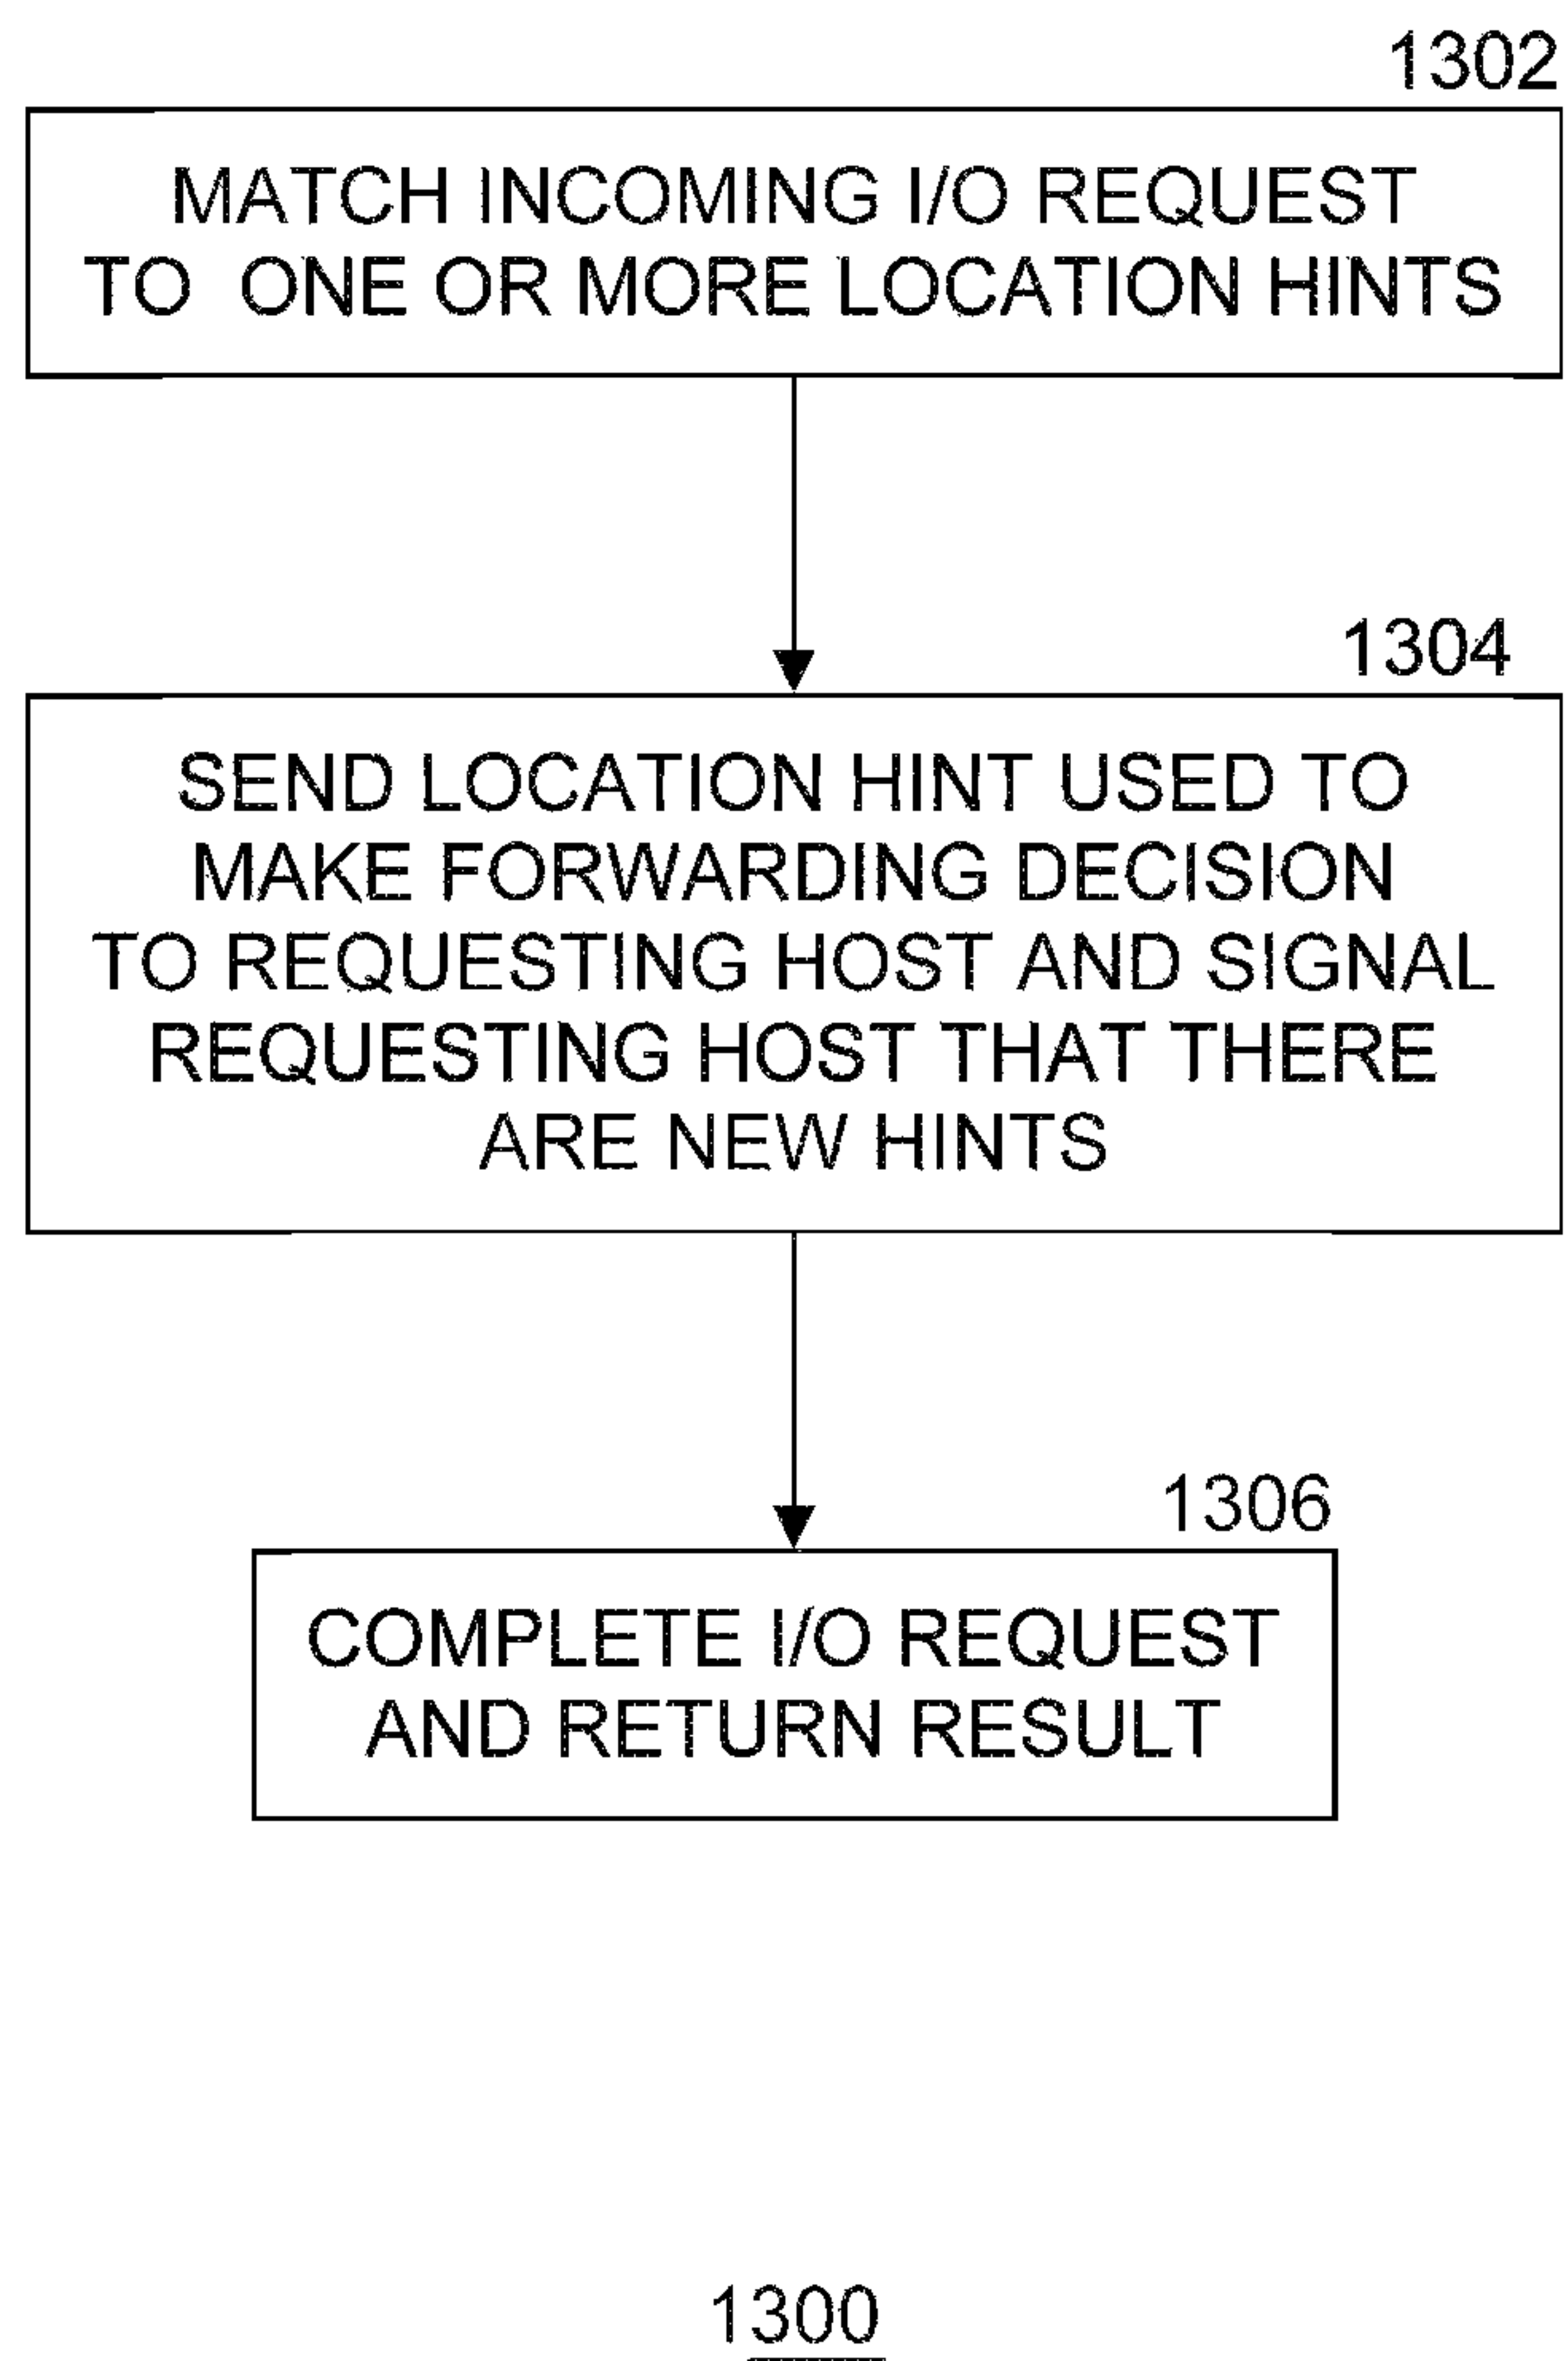 1302
MATCH INCOMING I/O REQUEST
TO ONE OR MORE LOCATION HINTS
1304
SEND LOCATION HINT USED TO
MAKE FORWARDING DECISION
TO REQUESTING HOST AND SIGNAL
REQUESTING HOST THAT THERE
ARE NEW HINTS
1306
COMPLETE I/O REQUEST
AND RETURN RESULT
1300